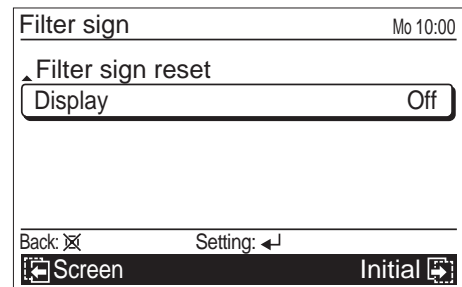 Filter sign Mo 10:00
Filter sign reset
Display Off
Back: Setting:
Screen Initial